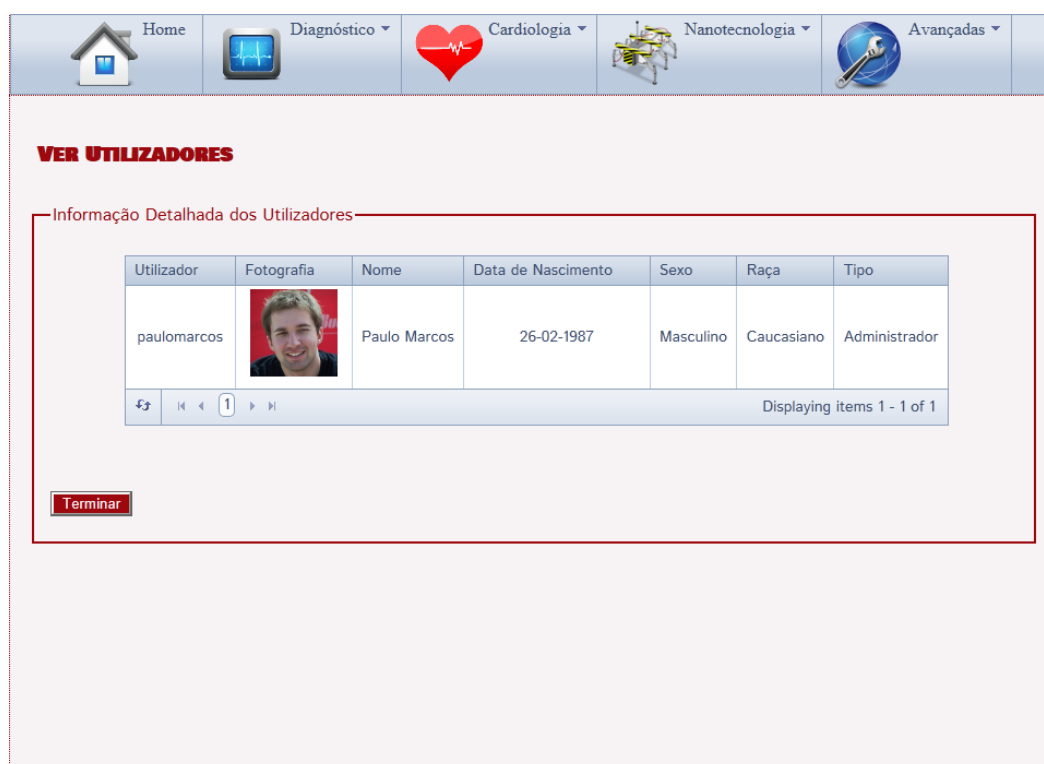 Home Diagnóstico Cardiologia Nanotecnologia Avançadas
VER UTILIZADORES
Informação Detalhada dos Utilizadores
Utilizador Fotografia Nome Data de Nascimento Sexo Raça Tipo
paulomarcos Paulo Marcos 26-02-1987 Masculino Caucasiano Administrador
1 Displaying items 1 - 1 of 1
Terminar